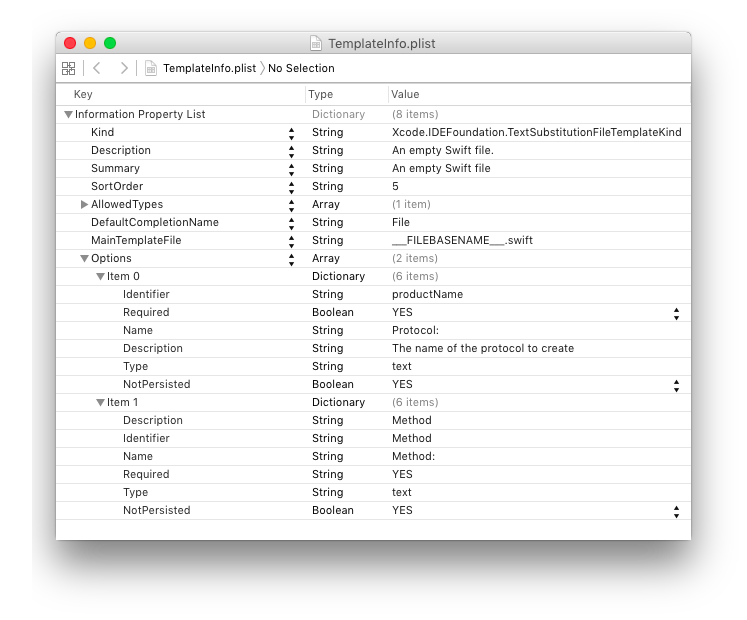 TemplateInfo.plist
TemplateInfo.plist No Selection
Key Type Value
Information Property List Dictionary (8 items)
Kind String Xcode.IDEFoundation.TextSubstitutionFileTemplateKind
Description String An empty Swift file.
Summary String An empty Swift file
SortOrder String 5
AllowedTypes Array (1 item)
DefaultCompletionName String File
MainTemplateFile String ___FILEBASENAME___.swift
Options Array (2 items)
Item 0 Dictionary (6 items)
Identifier String productName
Required Boolean YES
Name String Protocol:
Description String The name of the protocol to create
Type String text
NotPersisted Boolean YES
Item 1 Dictionary (6 items)
Description String Method
Identifier String Method
Name String Method:
Required String YES
Type String text
NotPersisted Boolean YES